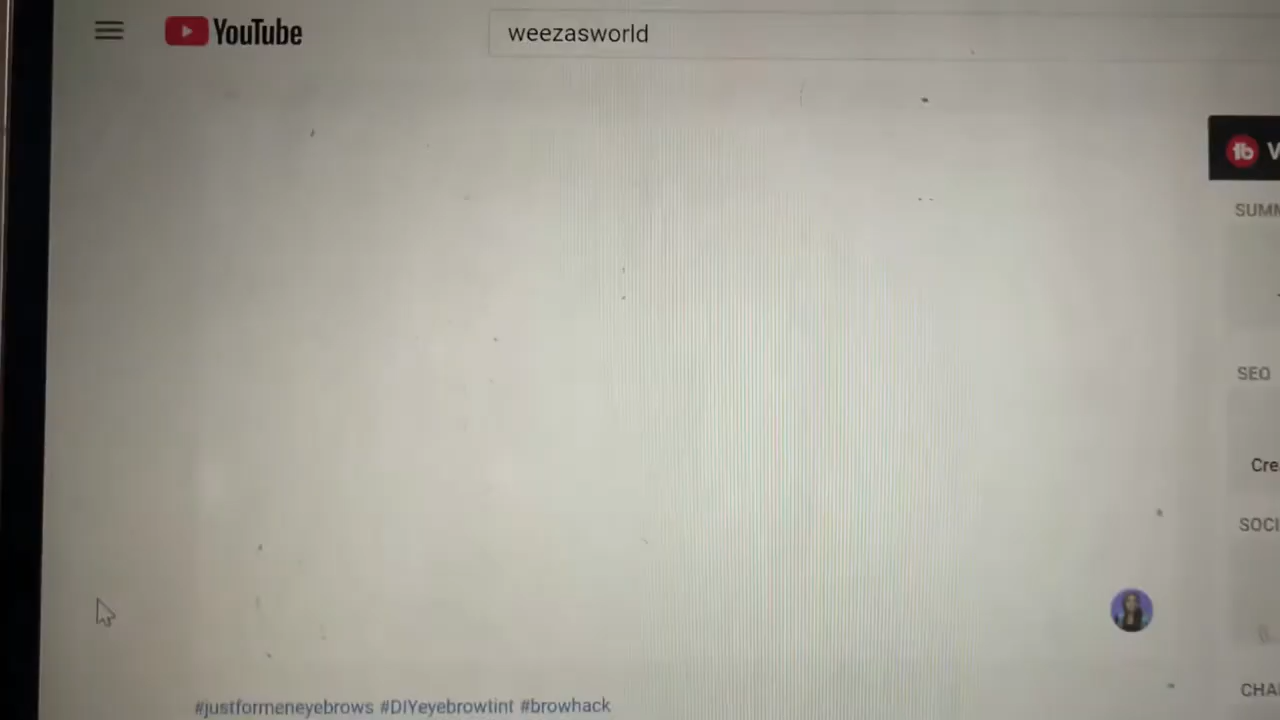 YouTube
weezasworld
SUMM
SEO
Cre
SOCI
CHA
#justformeneyebrows #DIYeyebrowtint #browhack